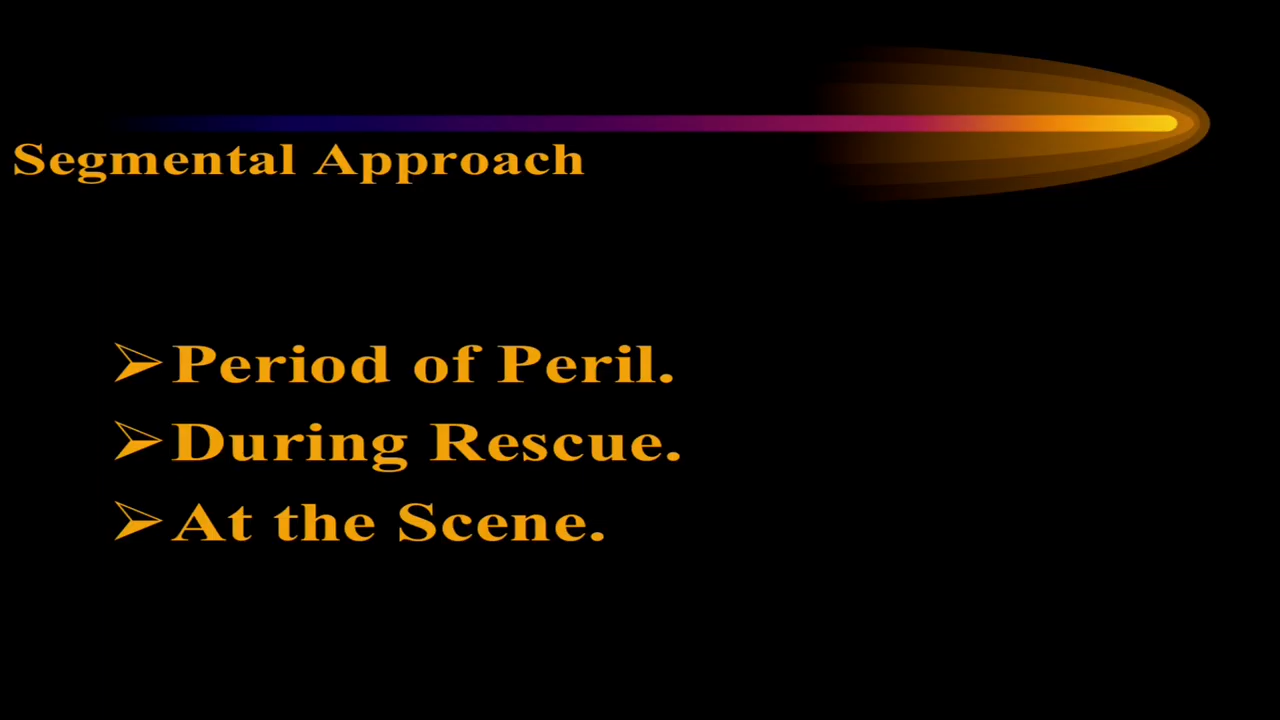 Segmental Approach
➢Period of Peril.
➢During Rescue.
➢At the Scene.